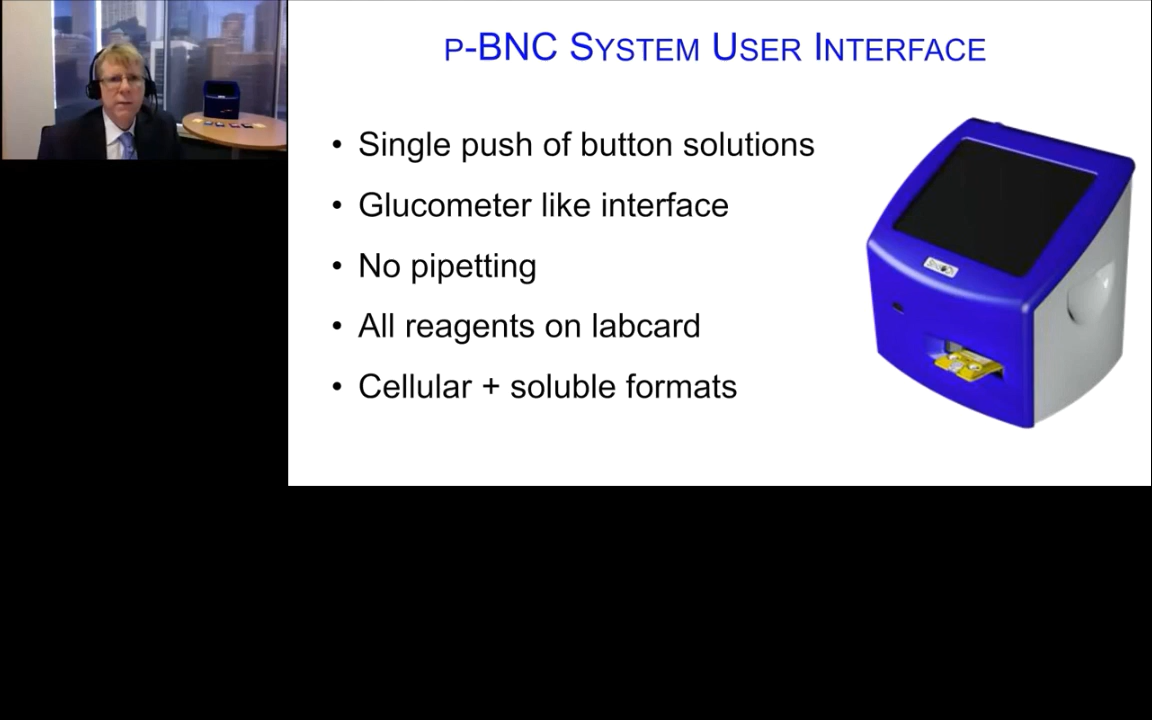 P-BNC SYSTEM USER INTERFACE
• Single push of button solutions
• Glucometer like interface
• No pipetting
• All reagents on labcard
• Cellular + soluble formats